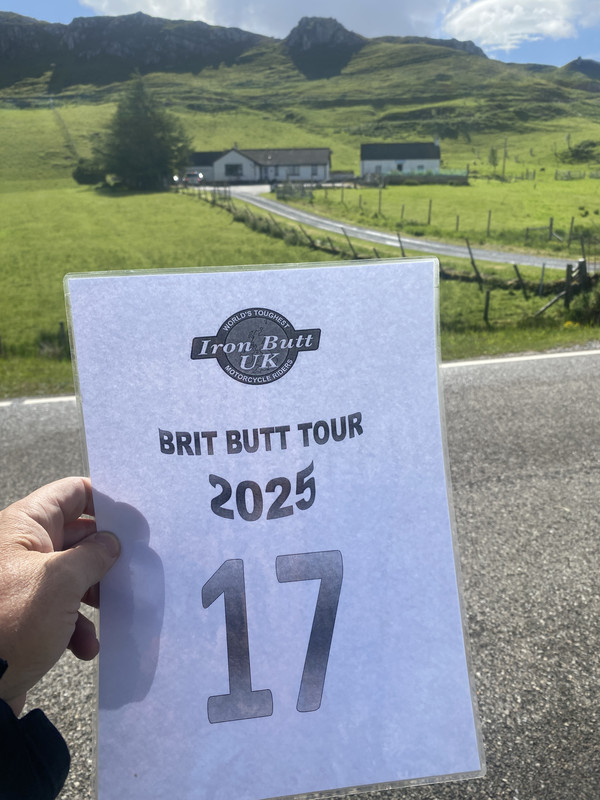 WORLD'S TOUGHEST
Iron Butt
UK
MOTORCYCLE RIDERS
BRIT BUTT TOUR
2025
17